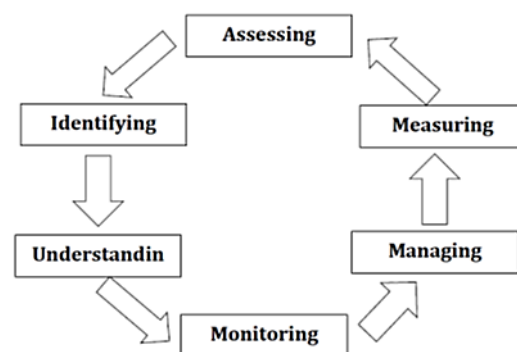 Assessing
Identifying
Measuring
Understandin
Managing
Monitoring